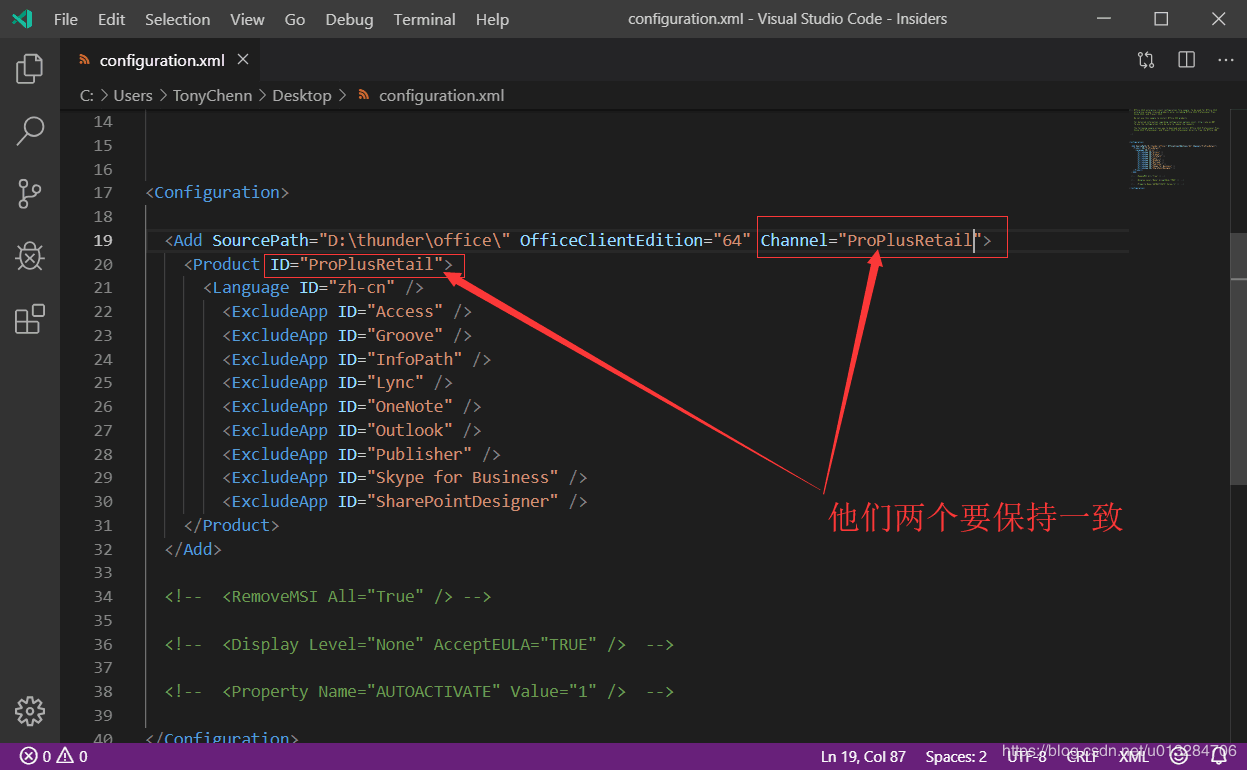 File Edit Selection View Go Debug Terminal Help configuration.xml - Visual Studio Code - Insiders
configuration.xml
C: > Users > TonyChenn > Desktop > configuration.xml
14
15
16
17 <Configuration>
18
19 <Add SourcePath="D:\thunder\office\" OfficeClientEdition="64" Channel="ProPlusRetail">
20 <Product ID="ProPlusRetail">
21 <Language ID="zh-cn" />
22 <ExcludeApp ID="Access" />
23 <ExcludeApp ID="Groove" />
24 <ExcludeApp ID="InfoPath" />
25 <ExcludeApp ID="Lync" />
26 <ExcludeApp ID="OneNote" />
27 <ExcludeApp ID="Outlook" />
28 <ExcludeApp ID="Publisher" />
29 <ExcludeApp ID="Skype for Business" />
30 <ExcludeApp ID="SharePointDesigner" />
他们两个要保持一致
31 </Product>
32 </Add>
33
34 <!-- <RemoveMSI All="True" /> -->
35
36 <!-- <Display Level="None" AcceptEULA="TRUE" /> -->
37
38 <!-- <Property Name="AUTOACTIVATE" Value="1" /> -->
39
40 </Configuration>
0 0 Ln 19, Col 87 Spaces: 2 UTF-8 CRLF XML
https://blog.csdn.net/u013284706